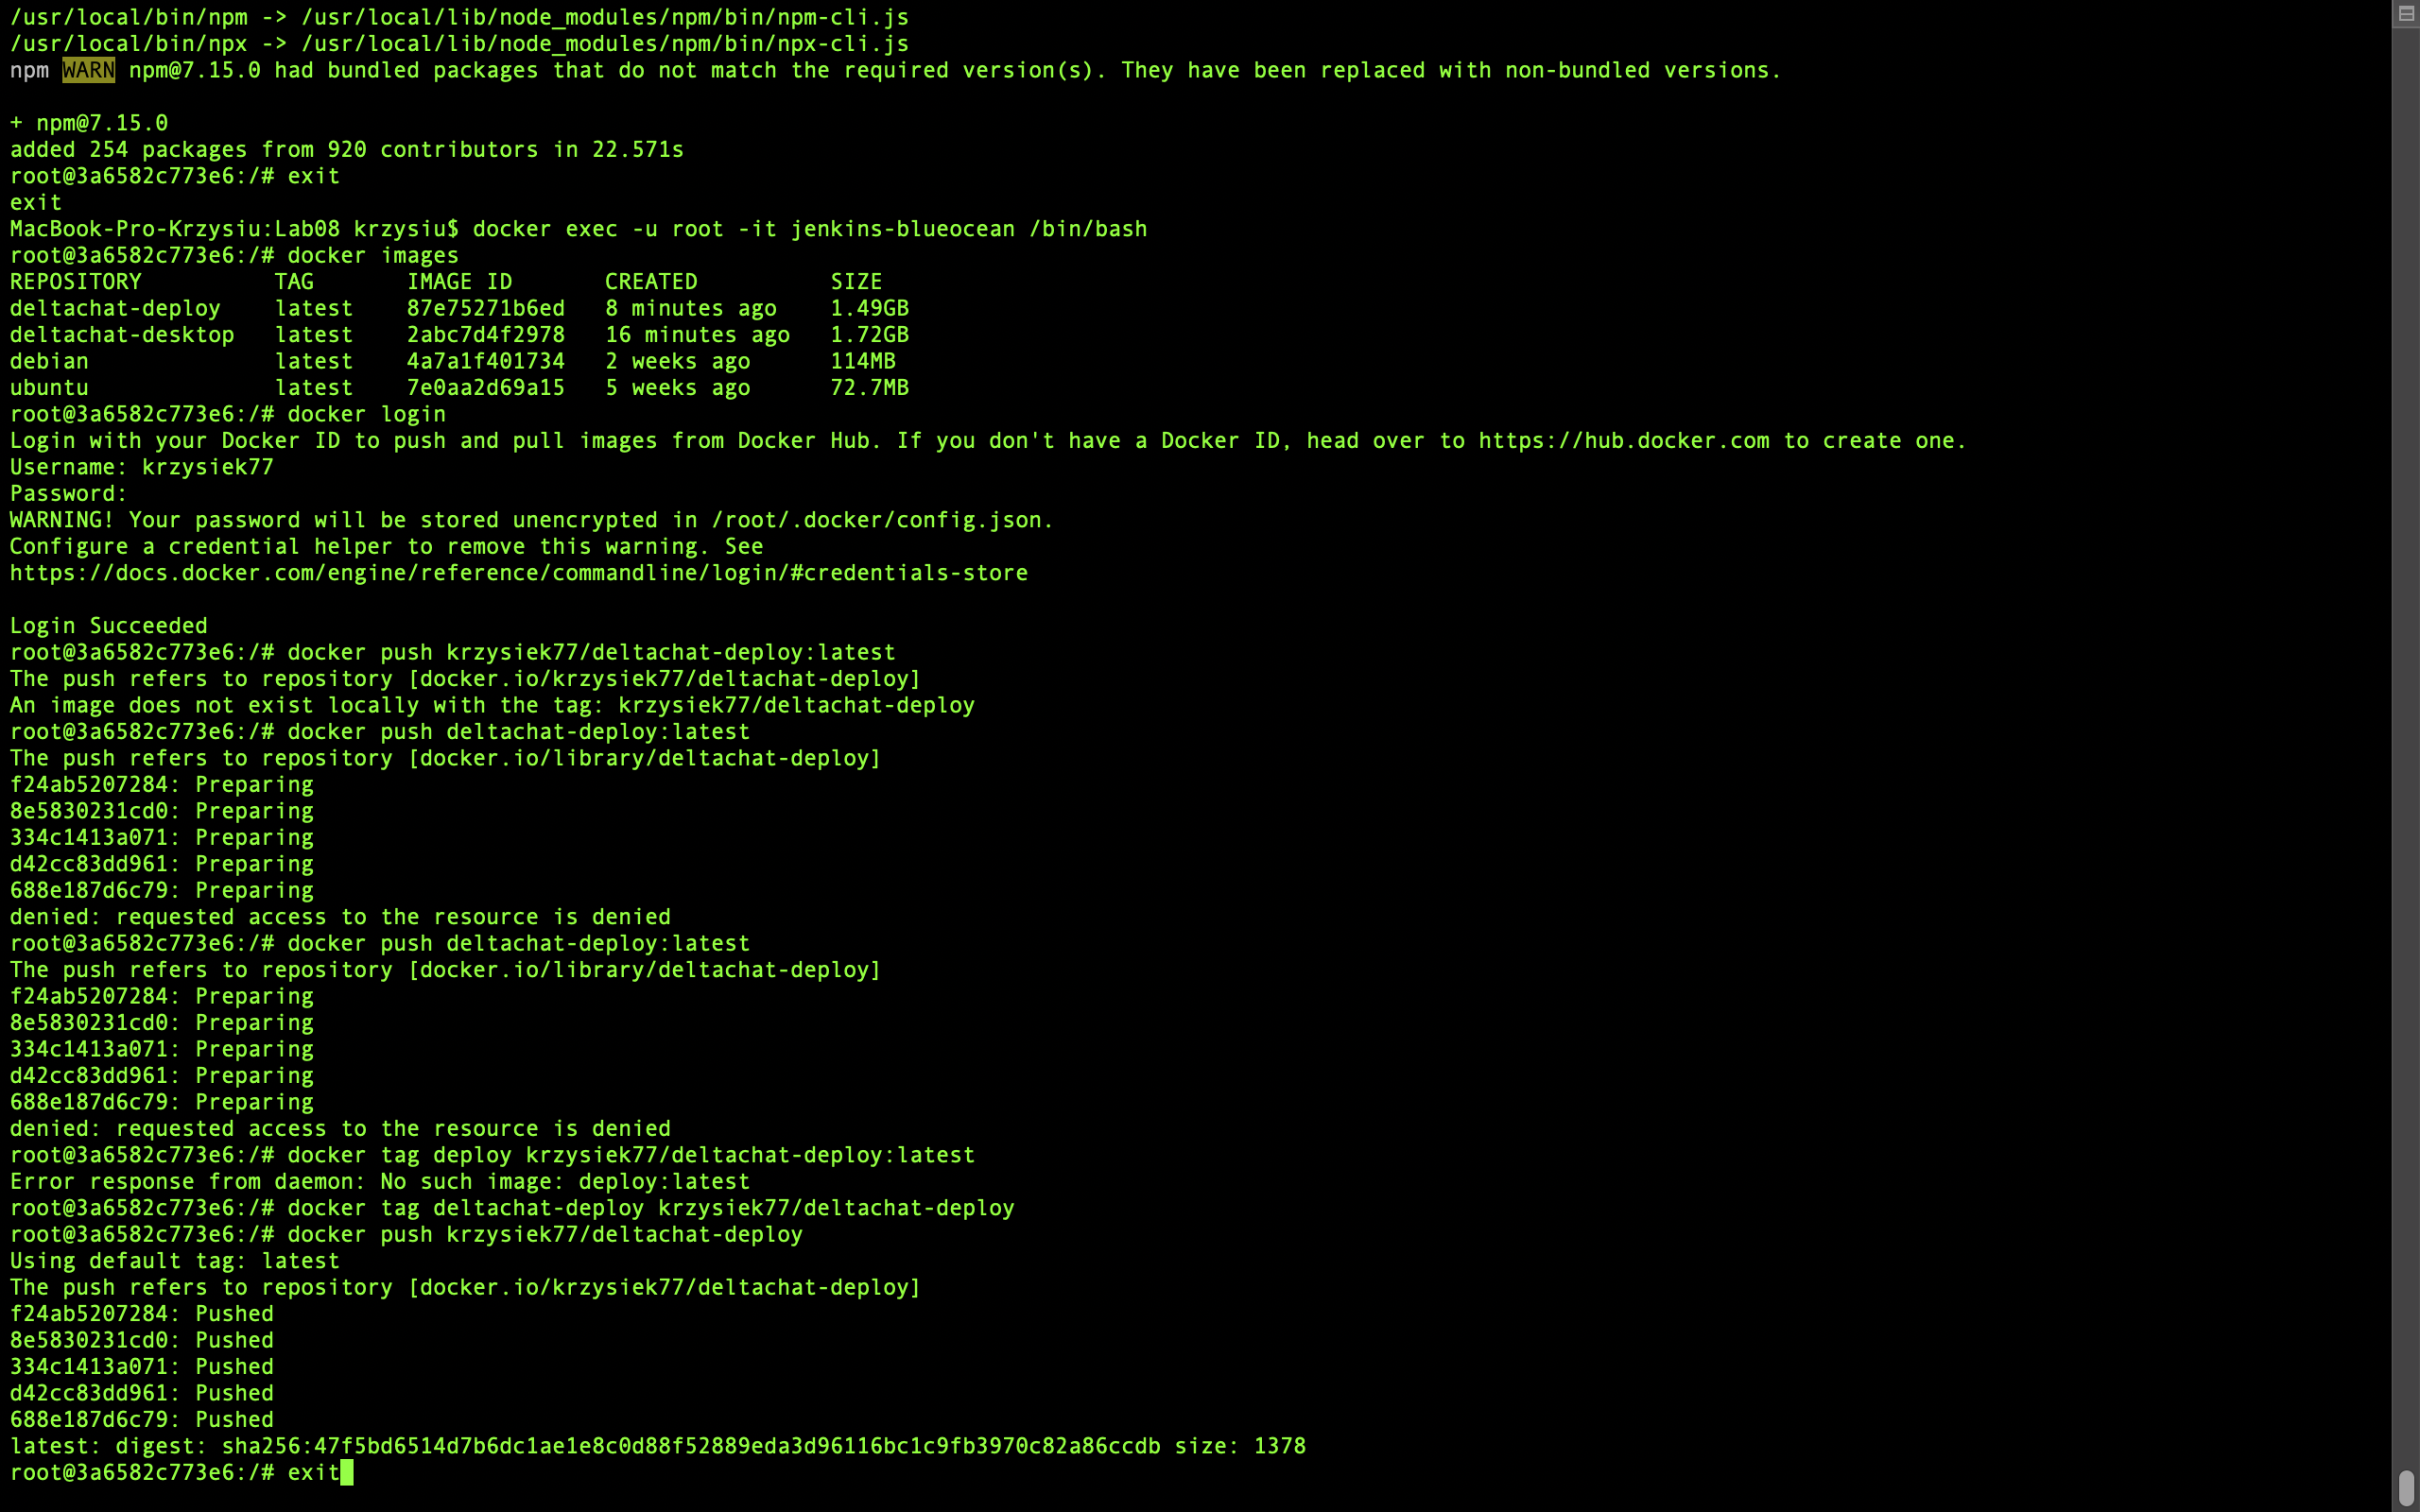 /usr/local/bin/npm -> /usr/local/lib/node_modules/npm/bin/npm-cli.js
/usr/local/bin/npx -> /usr/local/lib/node_modules/npm/bin/npx-cli.js
npm WARN npm@7.15.0 had bundled packages that do not match the required version(s). They have been replaced with non-bundled versions.
+ npm@7.15.0
added 254 packages from 920 contributors in 22.571s
root@3a6582c773e6:/# exit
exit
MacBook-Pro-Krzysiu:Lab08 krzysiu$ docker exec -u root -it jenkins-blueocean /bin/bash
root@3a6582c773e6:/# docker images
REPOSITORY          TAG       IMAGE ID       CREATED          SIZE
deltachat-deploy    latest    87e75271b6ed   8 minutes ago    1.49GB
deltachat-desktop   latest    2abc7d4f2978   16 minutes ago   1.72GB
debian              latest    4a7a1f401734   2 weeks ago      114MB
ubuntu              latest    7e0aa2d69a15   5 weeks ago      72.7MB
root@3a6582c773e6:/# docker login
Login with your Docker ID to push and pull images from Docker Hub. If you don't have a Docker ID, head over to https://hub.docker.com to create one.
Username: krzysiek77
Password:
WARNING! Your password will be stored unencrypted in /root/.docker/config.json.
Configure a credential helper to remove this warning. See
https://docs.docker.com/engine/reference/commandline/login/#credentials-store
Login Succeeded
root@3a6582c773e6:/# docker push krzysiek77/deltachat-deploy:latest
The push refers to repository [docker.io/krzysiek77/deltachat-deploy]
An image does not exist locally with the tag: krzysiek77/deltachat-deploy
root@3a6582c773e6:/# docker push deltachat-deploy:latest
The push refers to repository [docker.io/library/deltachat-deploy]
f24ab5207284: Preparing
8e5830231cd0: Preparing
334c1413a071: Preparing
d42cc83dd961: Preparing
688e187d6c79: Preparing
denied: requested access to the resource is denied
root@3a6582c773e6:/# docker push deltachat-deploy:latest
The push refers to repository [docker.io/library/deltachat-deploy]
f24ab5207284: Preparing
8e5830231cd0: Preparing
334c1413a071: Preparing
d42cc83dd961: Preparing
688e187d6c79: Preparing
denied: requested access to the resource is denied
root@3a6582c773e6:/# docker tag deploy krzysiek77/deltachat-deploy:latest
Error response from daemon: No such image: deploy:latest
root@3a6582c773e6:/# docker tag deltachat-deploy krzysiek77/deltachat-deploy
root@3a6582c773e6:/# docker push krzysiek77/deltachat-deploy
Using default tag: latest
The push refers to repository [docker.io/krzysiek77/deltachat-deploy]
f24ab5207284: Pushed
8e5830231cd0: Pushed
334c1413a071: Pushed
d42cc83dd961: Pushed
688e187d6c79: Pushed
latest: digest: sha256:47f5bd6514d7b6dc1ae1e8c0d88f52889eda3d96116bc1c9fb3970c82a86ccdb size: 1378
root@3a6582c773e6:/# exit